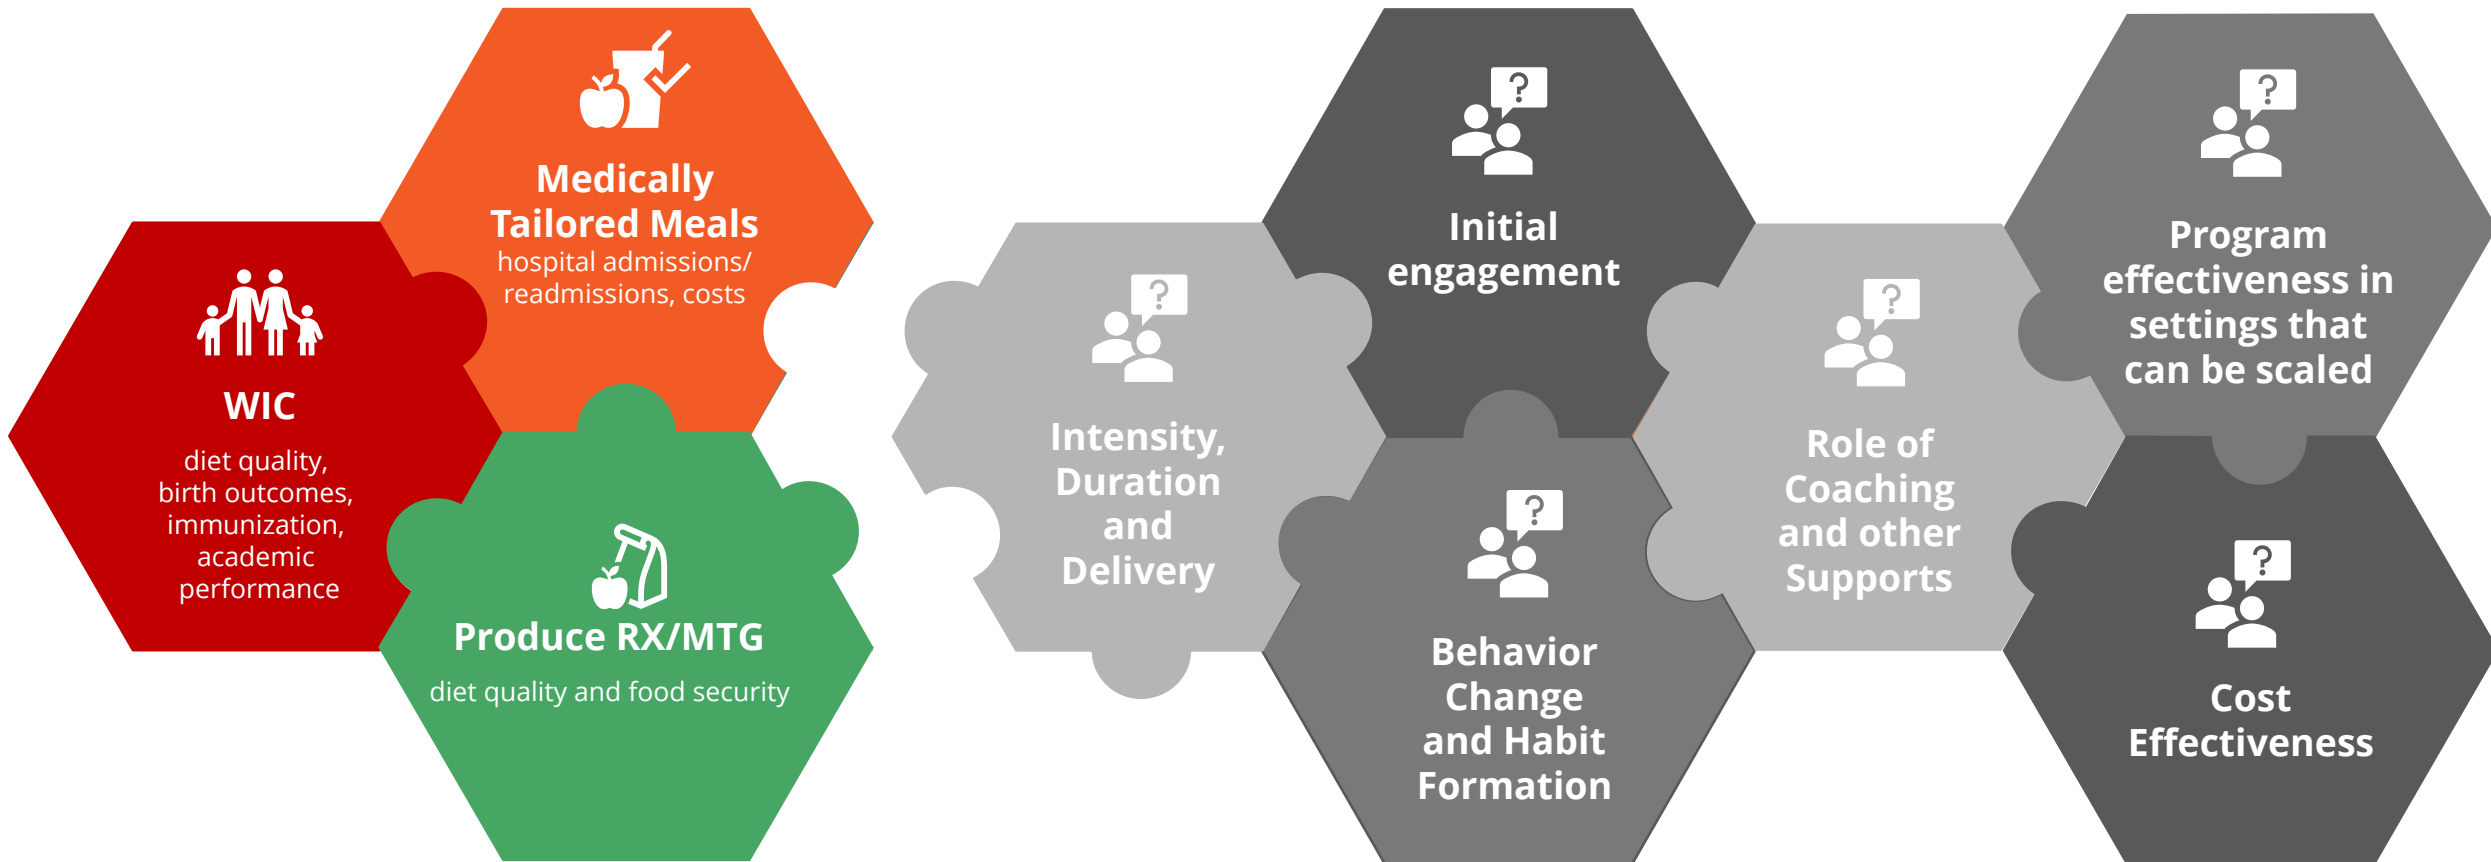 WIC
diet quality,
birth outcomes,
immunization,
academic
performance
Medically
Tailored Meals
hospital admissions/
readmissions, costs
Produce RX/MTG
diet quality and food security
?
Intensity,
Duration
and
Delivery
?
Initial
engagement
?
Behavior
Change
and Habit
Formation
?
Role of
Coaching
and other
Supports
?
Program
effectiveness in
settings that
can be scaled
?
Cost
Effectiveness